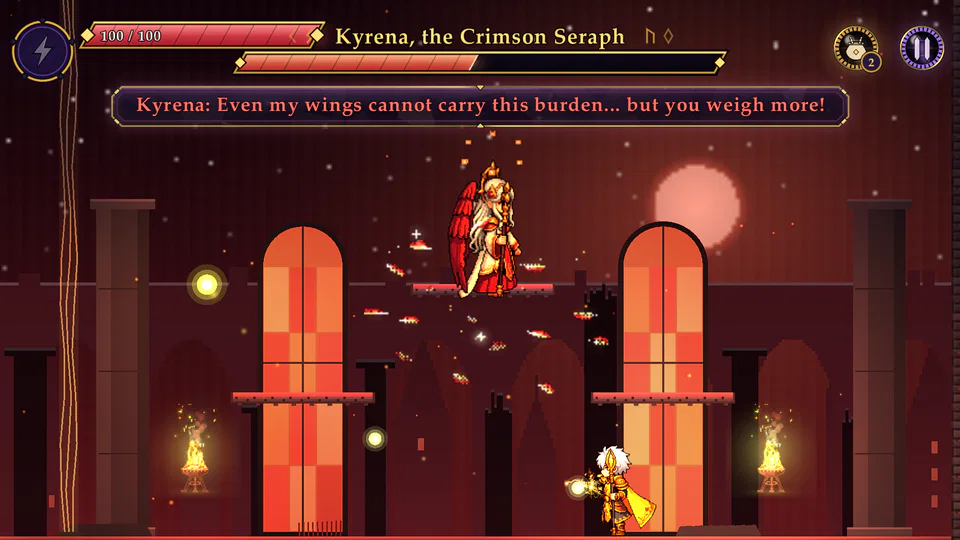 100 / 100
Kyrena, the Crimson Seraph ᚢ ◊
2
Kyrena: Even my wings cannot carry this burden... but you weigh more!